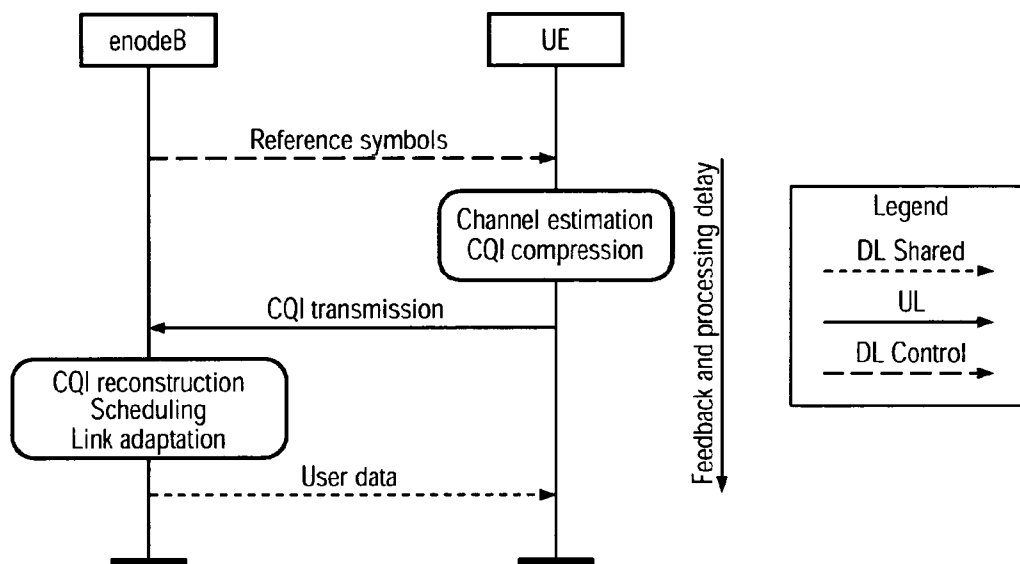 enodeB
UE
Reference symbols
Channel estimation
CQI compression
CQI transmission
CQI reconstruction
Scheduling
Link adaptation
User data
Feedback and processing delay
Legend
DL Shared
UL
DL Control